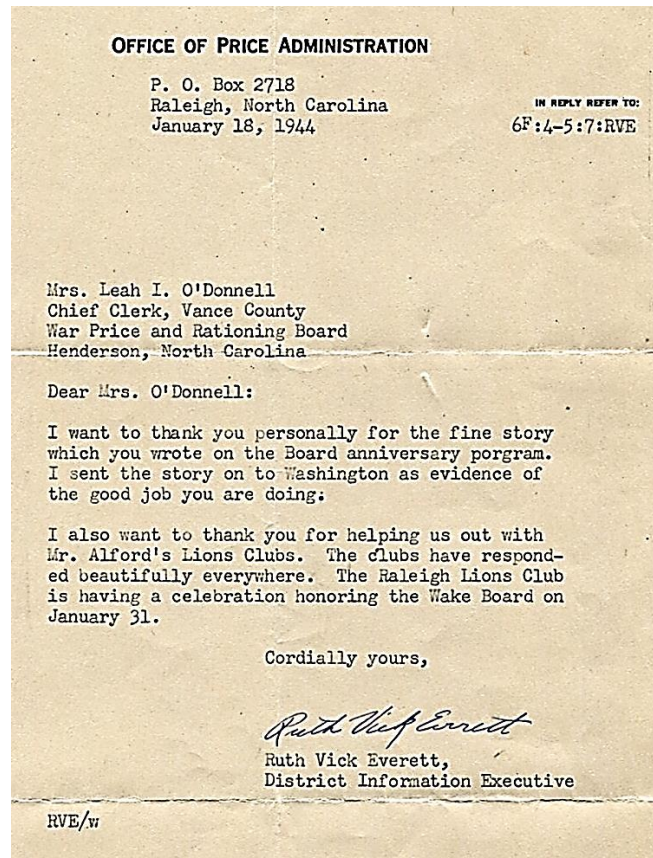 OFFICE OF PRICE ADMINISTRATION
P. O. Box 2718
Raleigh, North Carolina
January 18, 1944
IN REPLY REFER TO:
6F:4-5:7:RVE
Mrs. Leah I. O'Donnell
Chief Clerk, Vance County
War Price and Rationing Board
Henderson, North Carolina
Dear Mrs. O'Donnell:
I want to thank you personally for the fine story
which you wrote on the Board anniversary porgram.
I sent the story on to Washington as evidence of
the good job you are doing.
I also want to thank you for helping us out with
Mr. Alford's Lions Clubs. The clubs have respond-
ed beautifully everywhere. The Raleigh Lions Club
is having a celebration honoring the Wake Board on
January 31.
Cordially yours,
Ruth Vick Everett
Ruth Vick Everett,
District Information Executive
RVE/w